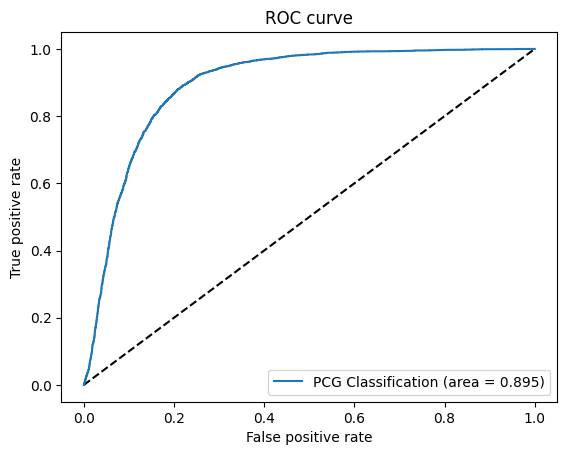 ROC curve
1.0
0.8
0.6
0.4
0.2
0.0
True positive rate
PCG Classification (area = 0.895)
0.0 0.2 0.4 0.6 0.8 1.0
False positive rate